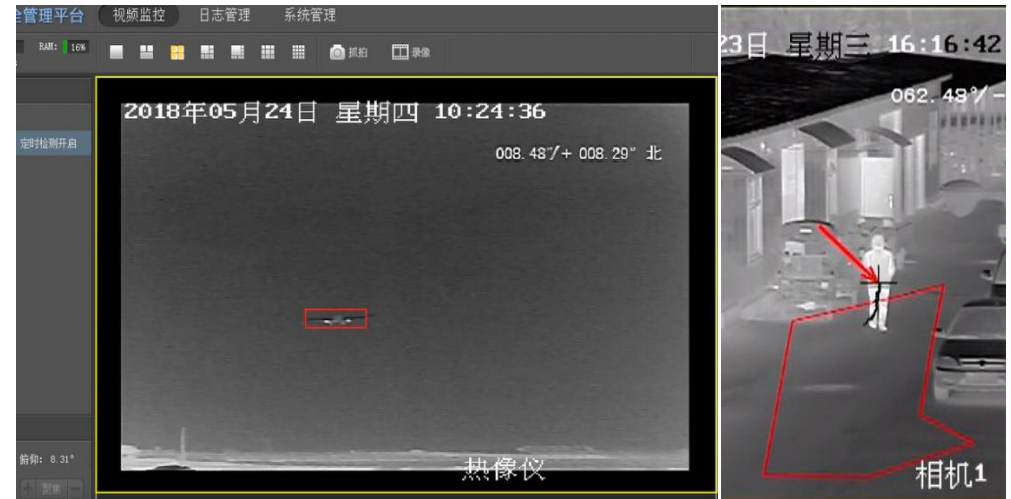 全管理平台 视频监控 日志管理 系统管理
RAM: 16%
抓拍 录像
2018年05月24日 星期四 10:24:36
008.48°/+ 008.29° 北
定时检测开启
热像仪
俯仰: 8.31°
+ 聚焦 -
23日 星期三 16:16:42
062.48°/-
相机1